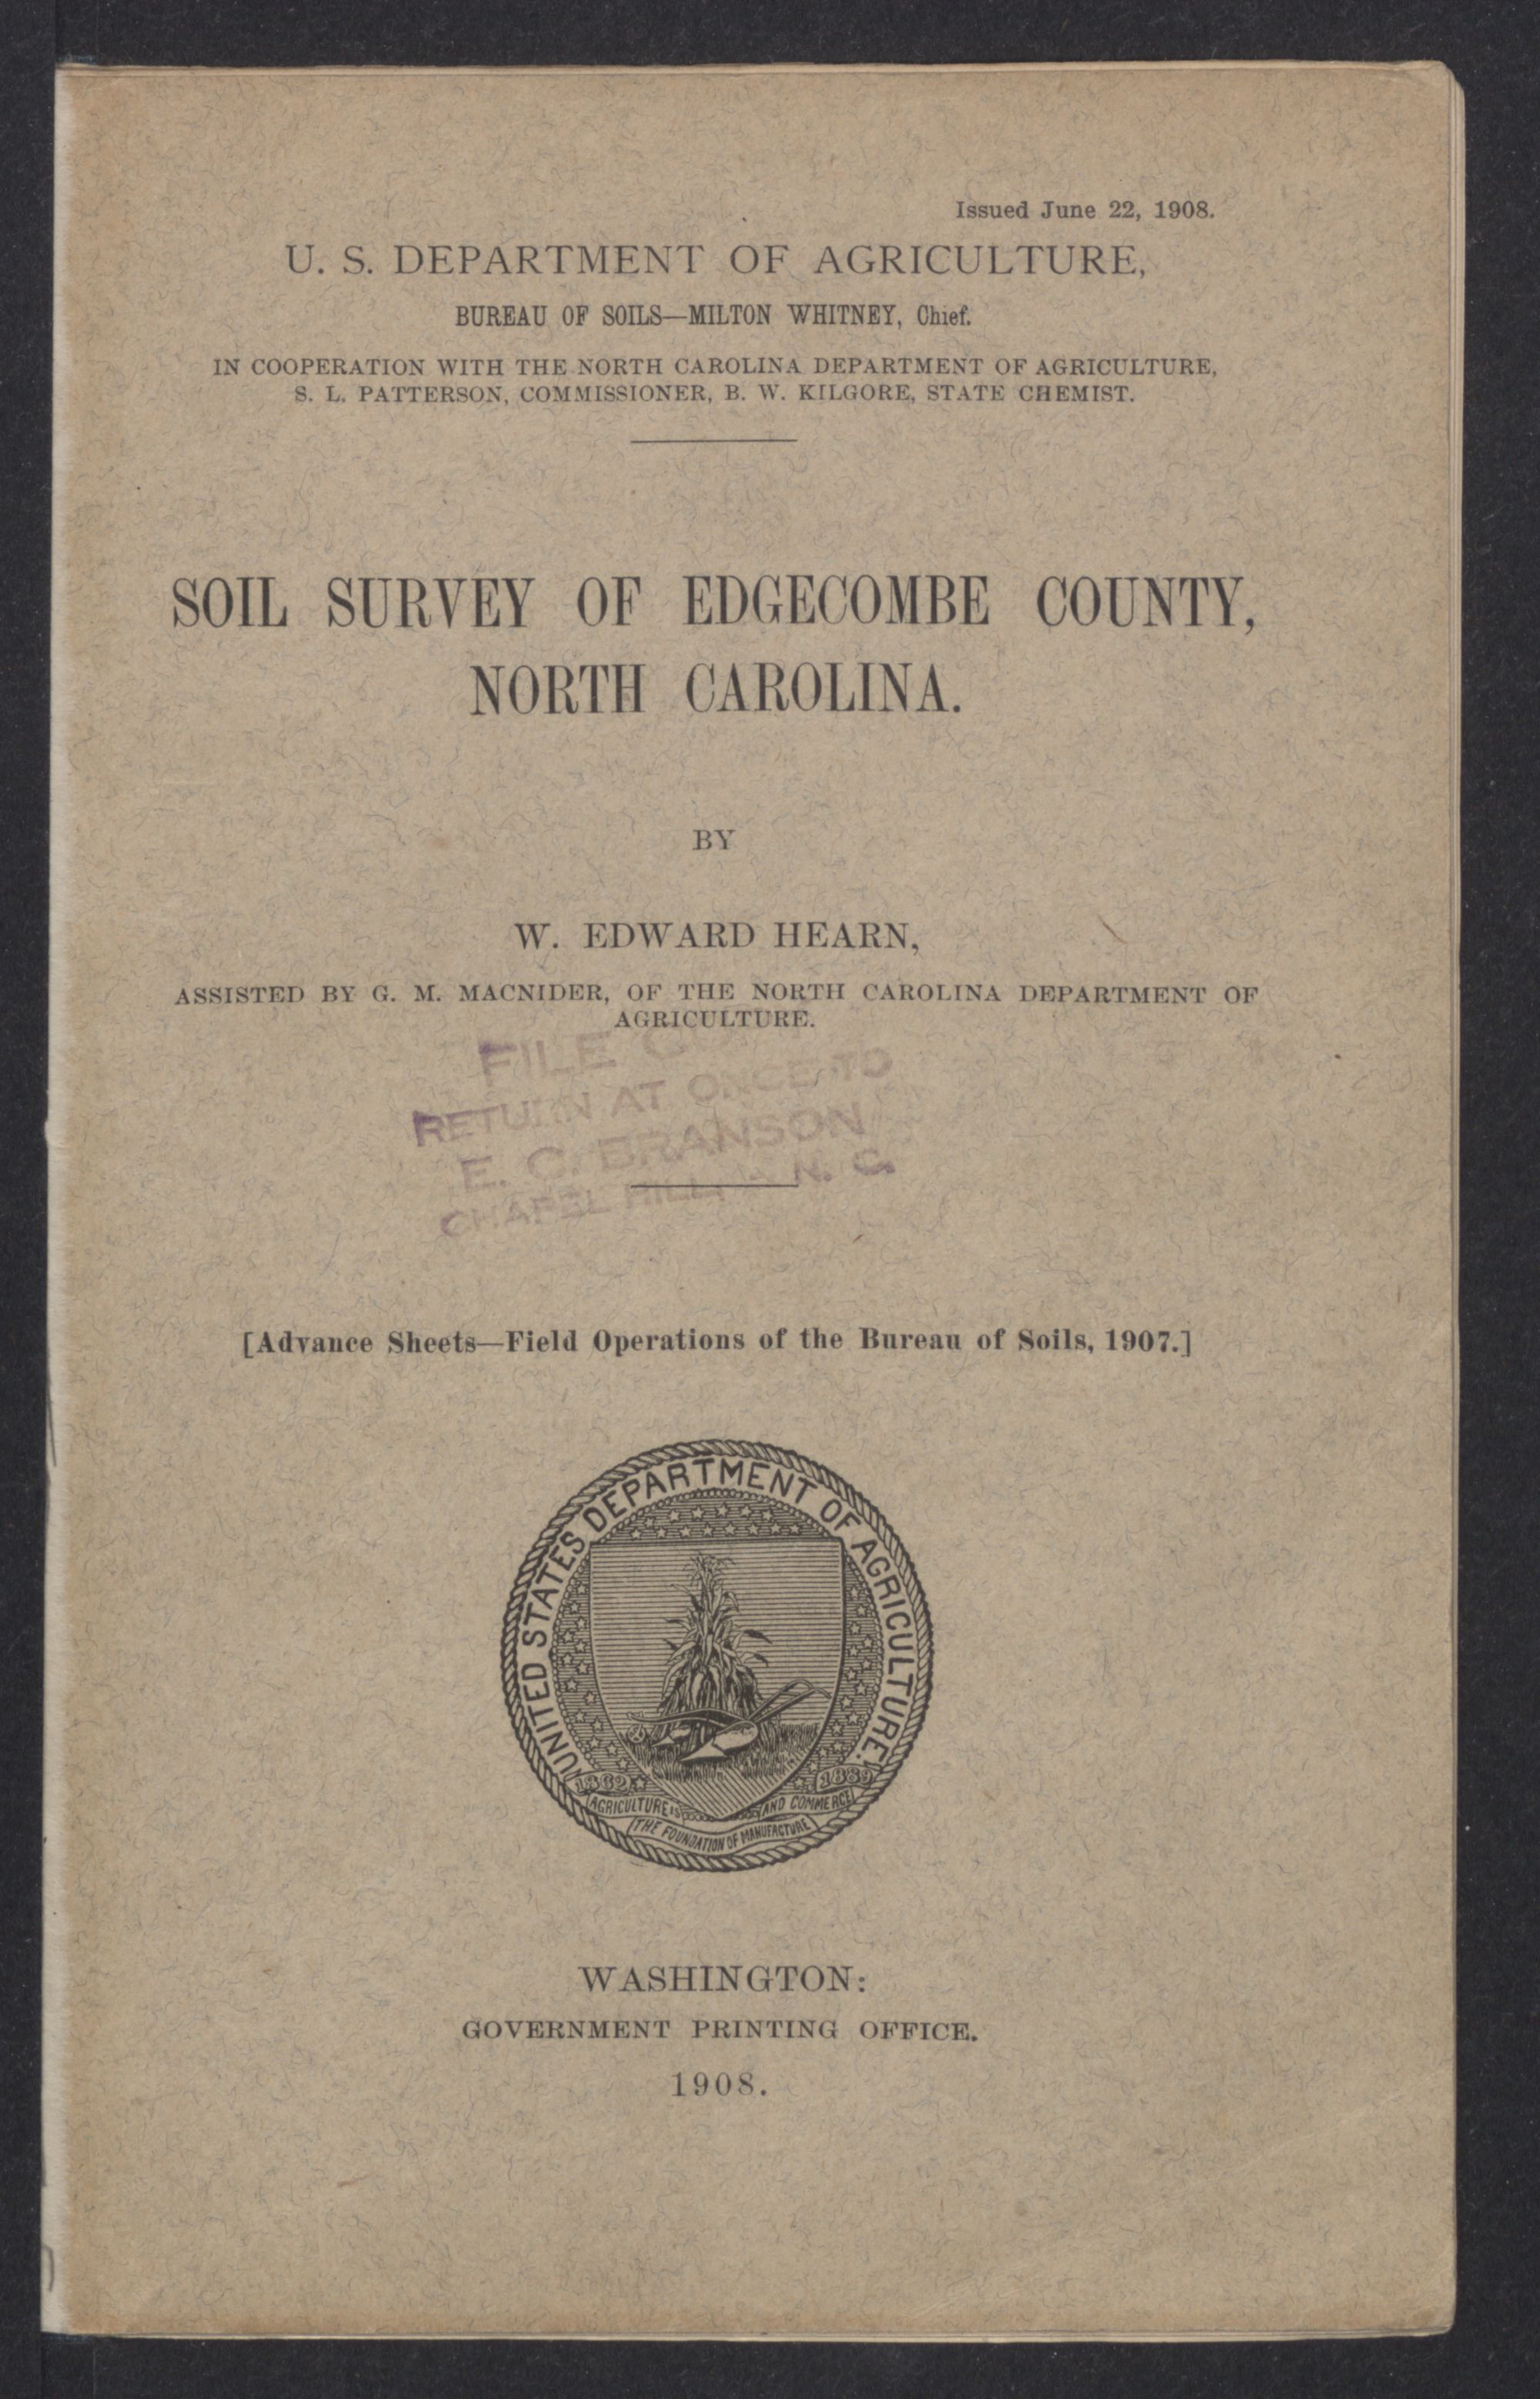 Issued June 22, 1908.
U. S. DEPARTMENT OF AGRICULTURE,
BUREAU OF SOILS—MILTON WHITNEY, Chief.
IN COOPERATION WITH THE NORTH CAROLINA DEPARTMENT OF AGRICULTURE,
S. L. PATTERSON, COMMISSIONER, B. W. KILGORE, STATE CHEMIST.
SOIL SURVEY OF EDGECOMBE COUNTY,
NORTH CAROLINA.
BY
W. EDWARD HEARN,
ASSISTED BY G. M. MACNIDER, OF THE NORTH CAROLINA DEPARTMENT OF
AGRICULTURE.
FILE
RETURN AT ONCE TO
E. C. BRANSON
CHAPEL HILL N. C.
[Advance Sheets—Field Operations of the Bureau of Soils, 1907.]
UNITED STATES DEPARTMENT OF AGRICULTURE.
1862 1889
AGRICULTURE IS THE FOUNDATION OF MANUFACTURE AND COMMERCE
WASHINGTON:
GOVERNMENT PRINTING OFFICE.
1908.